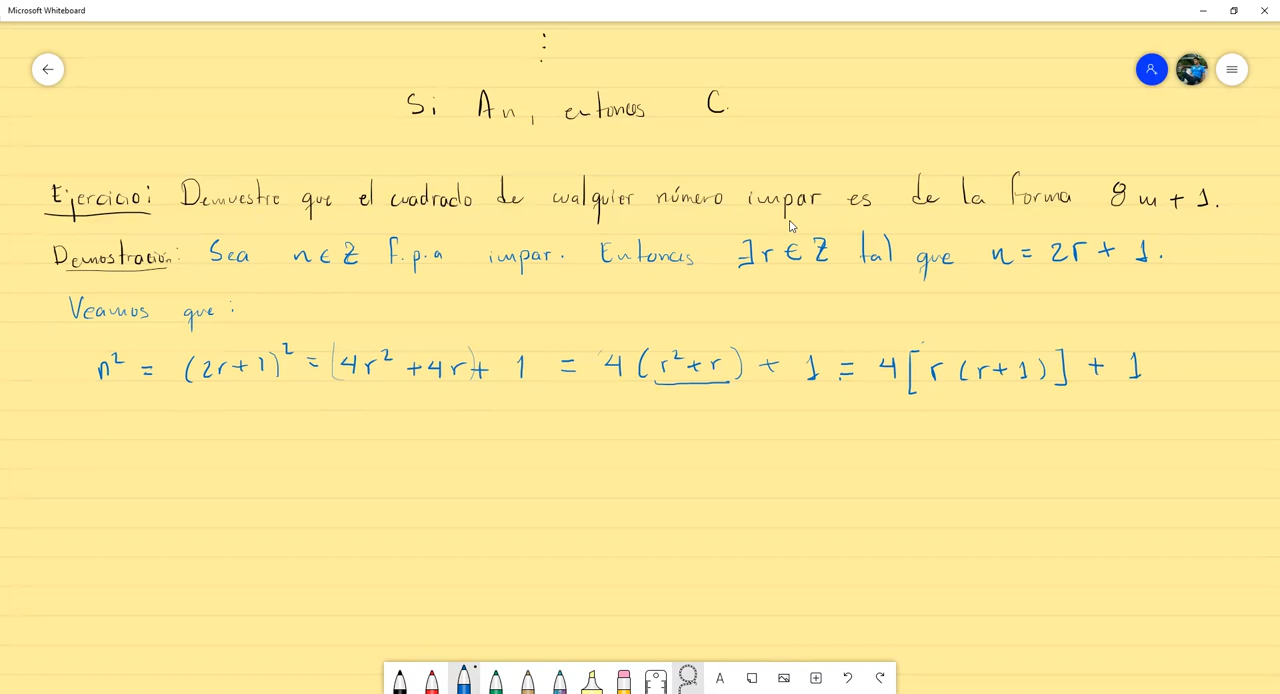 Microsoft Whiteboard
⋮
Si An, entonces C.
Ejercicio: Demuestre que el cuadrado de cualquier número impar es de la forma 8m + 1.
Demostración: Sea n ∈ Z f.p.a impar. Entonces ∃r ∈ Z tal que n = 2r + 1.
Veamos que:
n² = (2r+1)² = (4r² + 4r) + 1 = 4(r² + r) + 1 = 4[r(r+1)] + 1
A